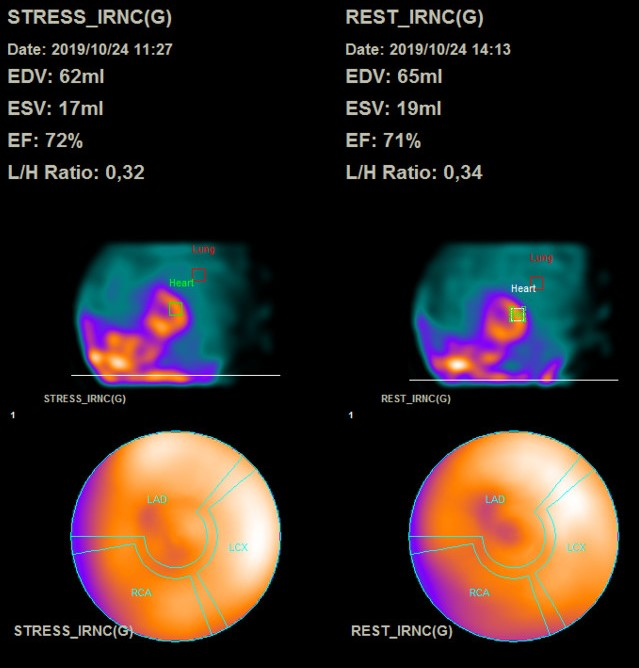 STRESS_IRNC(G)
Date: 2019/10/24 11:27
EDV: 62ml
ESV: 17ml
EF: 72%
L/H Ratio: 0,32
REST_IRNC(G)
Date: 2019/10/24 14:13
EDV: 65ml
ESV: 19ml
EF: 71%
L/H Ratio: 0,34
Lung
Heart
STRESS_IRNC(G)
Lung
Heart
REST_IRNC(G)
1
LAD
LCX
RCA
STRESS_IRNC(G)
1
LAD
LCX
RCA
REST_IRNC(G)